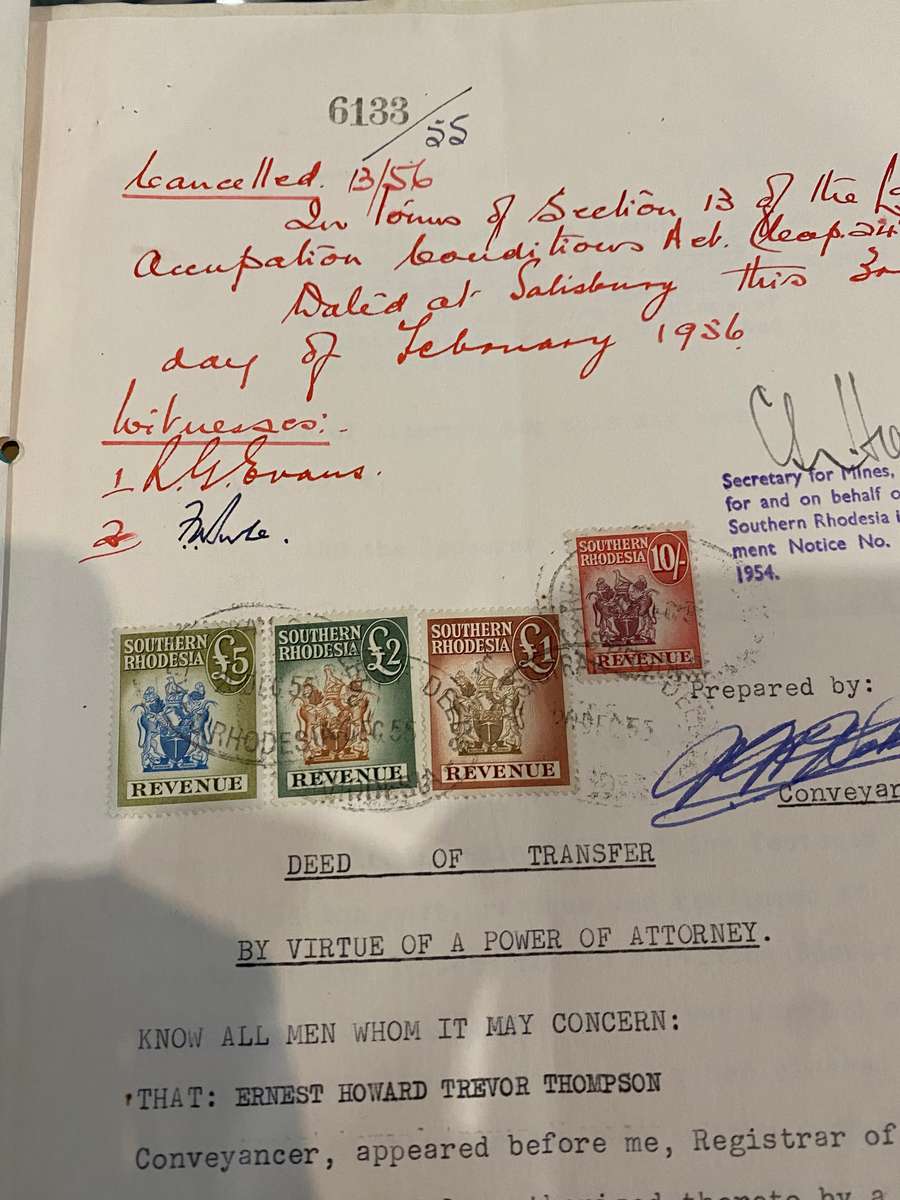 6133/55
Cancelled. 13/56
In Terms of Section 13 of the
Occupation Conditions Act. (Chap.
Dated at Salisbury this 3
day of February 1956.
Witnesses:-
1 R.G. Evans.
2
Secretary for Mines,
for and on behalf o
Southern Rhodesia i
ment Notice No.
1954.
SOUTHERN RHODESIA £5
REVENUE
SOUTHERN RHODESIA £2
REVENUE
SOUTHERN RHODESIA £1
REVENUE
SOUTHERN RHODESIA 10/-
REVENUE
Prepared by:
Conveyan
DEED OF TRANSFER
BY VIRTUE OF A POWER OF ATTORNEY.
KNOW ALL MEN WHOM IT MAY CONCERN:
THAT: ERNEST HOWARD TREVOR THOMPSON
Conveyancer, appeared before me, Registrar of